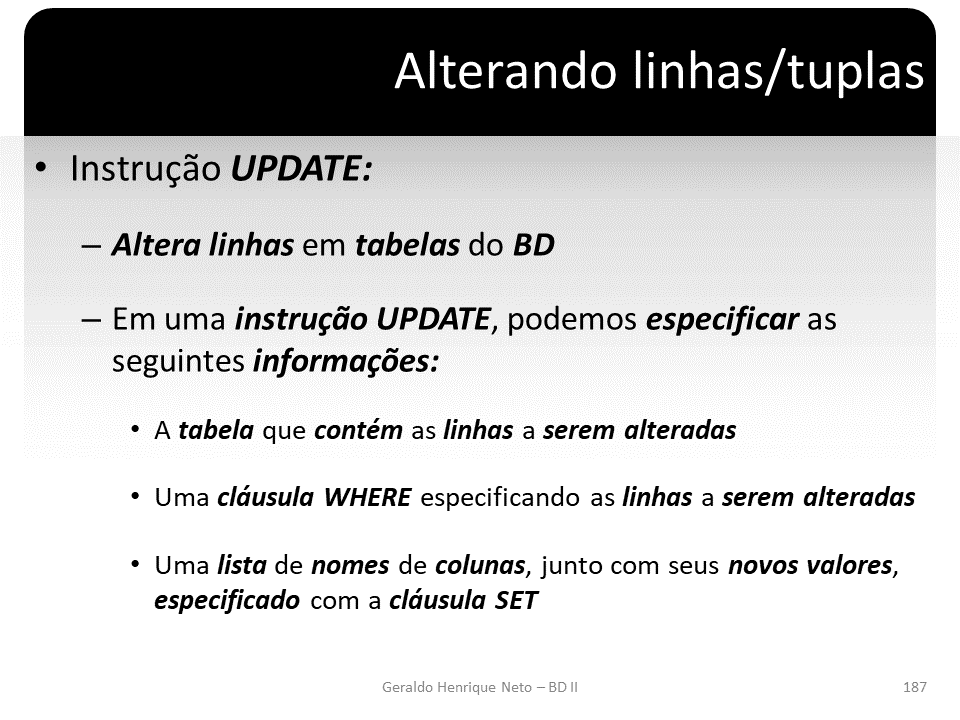 Alterando linhas/tuplas
• Instrução UPDATE:
– Altera linhas em tabelas do BD
– Em uma instrução UPDATE, podemos especificar as
seguintes informações:
• A tabela que contém as linhas a serem alteradas
• Uma cláusula WHERE especificando as linhas a serem alteradas
• Uma lista de nomes de colunas, junto com seus novos valores,
especificado com a cláusula SET
Geraldo Henrique Neto – BD II
187